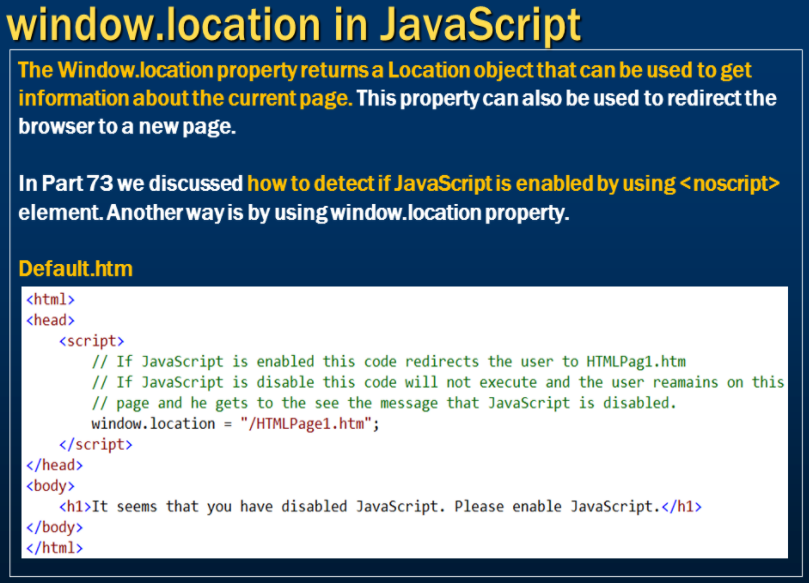 window.location in JavaScript
The Window.location property returns a Location object that can be used to get
information about the current page. This property can also be used to redirect the
browser to a new page.
In Part 73 we discussed how to detect if JavaScript is enabled by using <noscript>
element. Another way is by using window.location property.
Default.htm
<html>
<head>
<script>
// If JavaScript is enabled this code redirects the user to HTMLPag1.htm
// If JavaScript is disable this code will not execute and the user reamains on this
// page and he gets to the see the message that JavaScript is disabled.
window.location = "/HTMLPage1.htm";
</script>
</head>
<body>
<h1>It seems that you have disabled JavaScript. Please enable JavaScript.</h1>
</body>
</html>